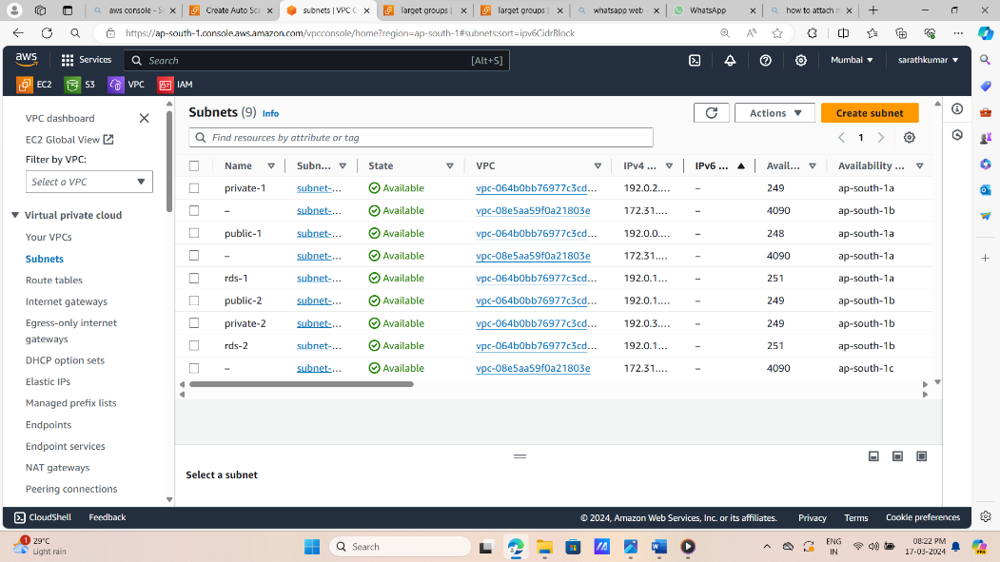 aws console - S
Create Auto Sca
subnets | VPC C
Target groups |
Target groups |
whatsapp web -
WhatsApp
how to attach m
https://ap-south-1.console.aws.amazon.com/vpcconsole/home?region=ap-south-1#subnets:sort=ipv6CidrBlock
aws
Services
Search
[Alt+S]
Mumbai
sarathkumar
EC2
S3
VPC
IAM
VPC dashboard
EC2 Global View
Filter by VPC:
Select a VPC
Virtual private cloud
Your VPCs
Subnets
Route tables
Internet gateways
Egress-only internet
gateways
DHCP option sets
Elastic IPs
Managed prefix lists
Endpoints
Endpoint services
NAT gateways
Peering connections
Subnets (9) Info
Actions
Create subnet
Find resources by attribute or tag
1
Name Subn... State VPC IPv4 ... IPv6 ... Avail... Availability ...
private-1 subnet-... Available vpc-064b0bb76977c3cd... 192.0.2.... – 249 ap-south-1a
– subnet-... Available vpc-08e5aa59f0a21803e 172.31.... – 4090 ap-south-1b
public-1 subnet-... Available vpc-064b0bb76977c3cd... 192.0.0.... – 248 ap-south-1a
– subnet-... Available vpc-08e5aa59f0a21803e 172.31.... – 4090 ap-south-1a
rds-1 subnet-... Available vpc-064b0bb76977c3cd... 192.0.1.... – 251 ap-south-1a
public-2 subnet-... Available vpc-064b0bb76977c3cd... 192.0.1.... – 249 ap-south-1b
private-2 subnet-... Available vpc-064b0bb76977c3cd... 192.0.3.... – 249 ap-south-1b
rds-2 subnet-... Available vpc-064b0bb76977c3cd... 192.0.1.... – 251 ap-south-1b
– subnet-... Available vpc-08e5aa59f0a21803e 172.31.... – 4090 ap-south-1c
Select a subnet
CloudShell
Feedback
© 2024, Amazon Web Services, Inc. or its affiliates.
Privacy
Terms
Cookie preferences
1
29°C
Light rain
Search
ENG
IN
08:22 PM
17-03-2024